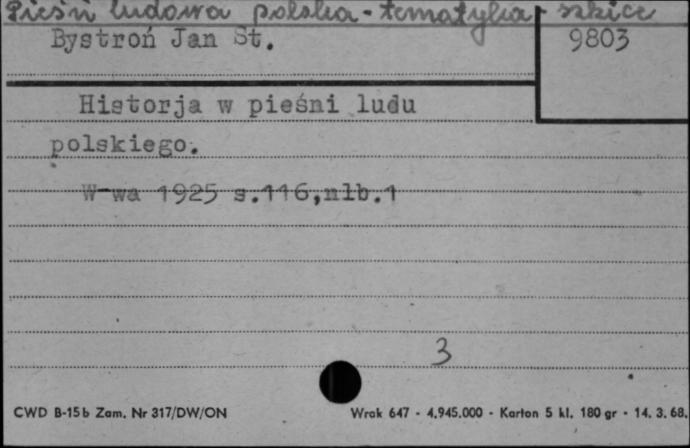 Pieśń ludowa polska - tematyka - szkice
Bystroń Jan St.
9803
Historja w pieśni ludu
polskiego.
W-wa 1925 s.116,nlb.1
3
CWD B-15b Zam. Nr 317/DW/ON
Wrak 647 - 4.945.000 - Karton 5 kl. 180 gr - 14. 3. 68.